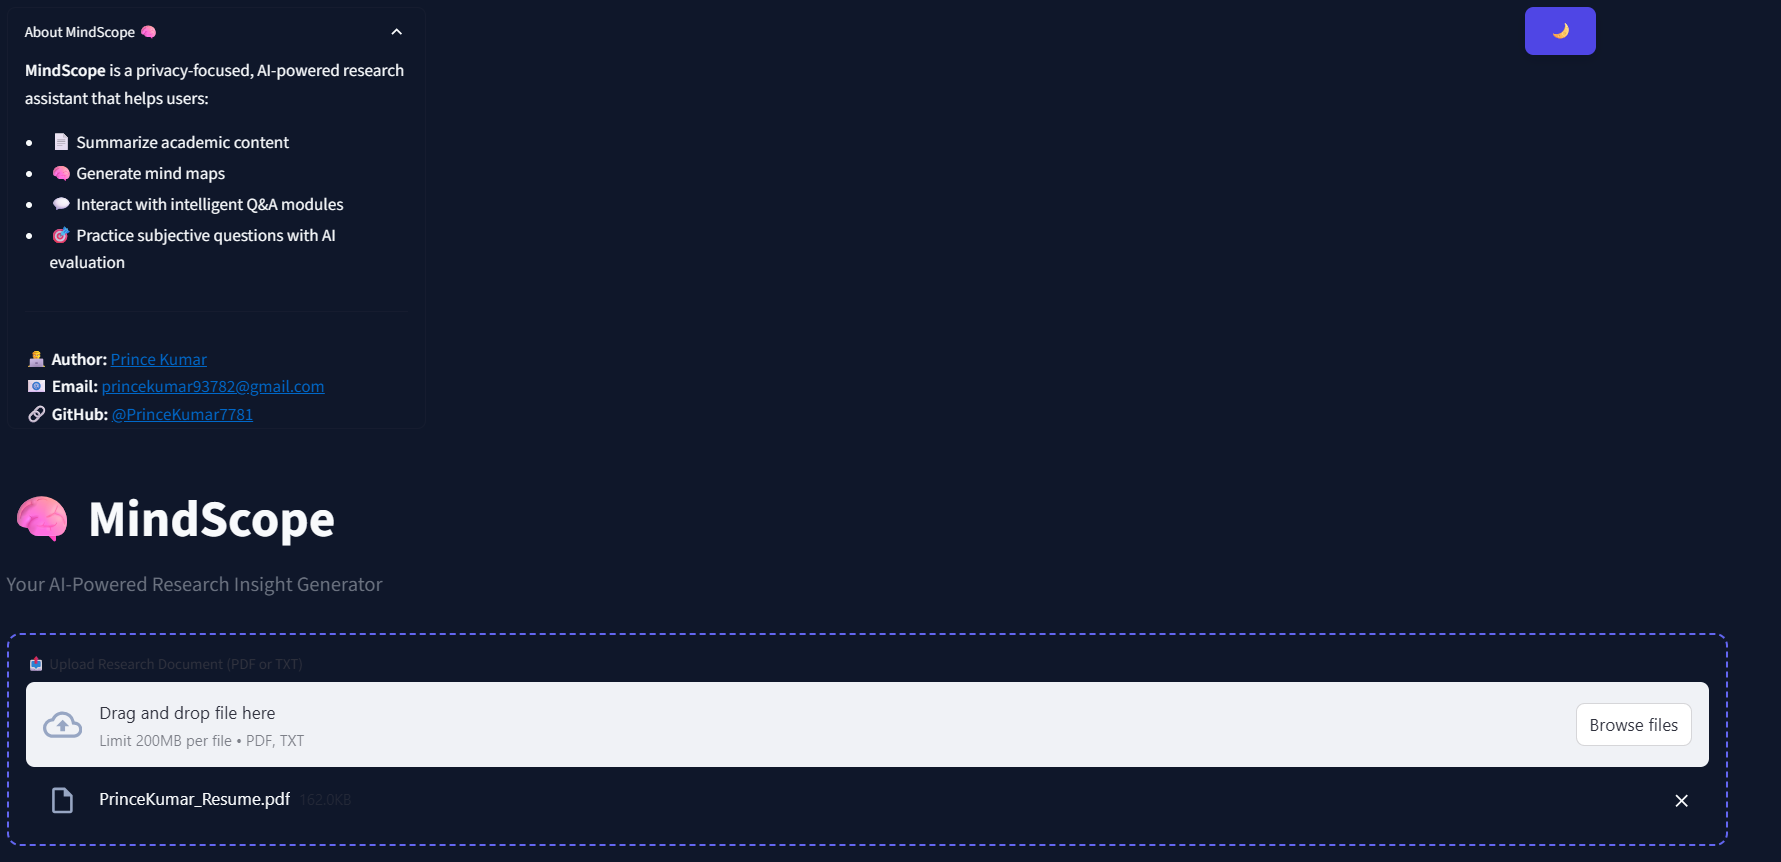 About MindScope 🧠
MindScope is a privacy-focused, AI-powered research
assistant that helps users:
• 📄 Summarize academic content
• 🧠 Generate mind maps
• 💬 Interact with intelligent Q&A modules
• 🎯 Practice subjective questions with AI
evaluation
👨‍💻 Author: Prince Kumar
📧 Email: princekumar93782@gmail.com
🔗 GitHub: @PrinceKumar7781
🧠 MindScope
Your AI-Powered Research Insight Generator
📤 Upload Research Document (PDF or TXT)
Drag and drop file here
Limit 200MB per file • PDF, TXT
Browse files
PrinceKumar_Resume.pdf 162.0KB